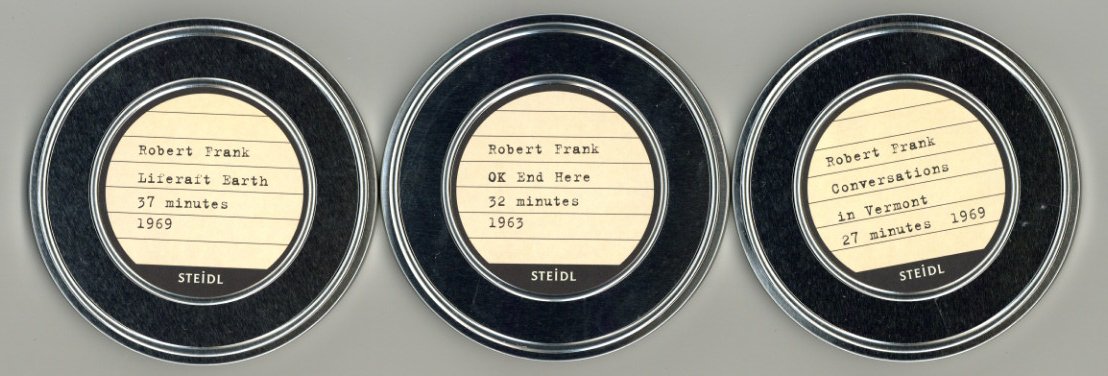 Robert Frank
Liferaft Earth
37 minutes
1969
STEiDL
Robert Frank
OK End Here
32 minutes
1963
STEiDL
Robert Frank
Conversations
in Vermont
27 minutes 1969
STEiDL